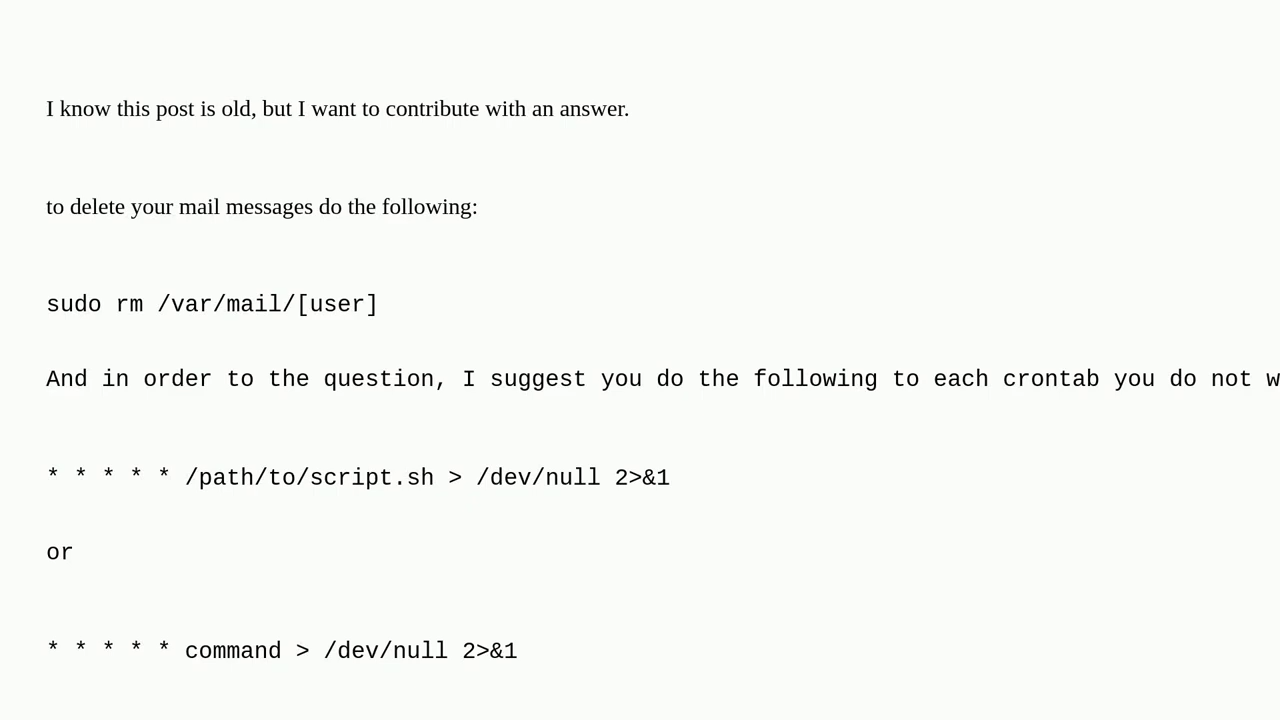 I know this post is old, but I want to contribute with an answer.
to delete your mail messages do the following:
sudo rm /var/mail/[user]
And in order to the question, I suggest you do the following to each crontab you do not
* * * * * /path/to/script.sh > /dev/null 2>&1
or
* * * * * command > /dev/null 2>&1